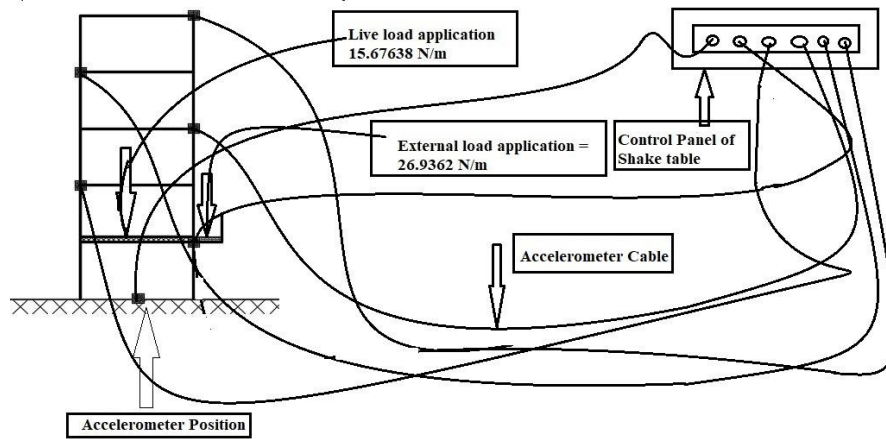 Live load application
15.67638 N/m
External load application =
26.9362 N/m
Control Panel of
Shake table
Accelerometer Cable
Accelerometer Position